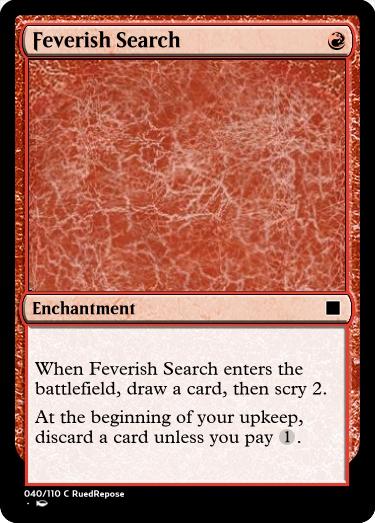 Feverish Search
Enchantment
When Feverish Search enters the
battlefield, draw a card, then scry 2.
At the beginning of your upkeep,
discard a card unless you pay 1.
040/110 C RuedRepose